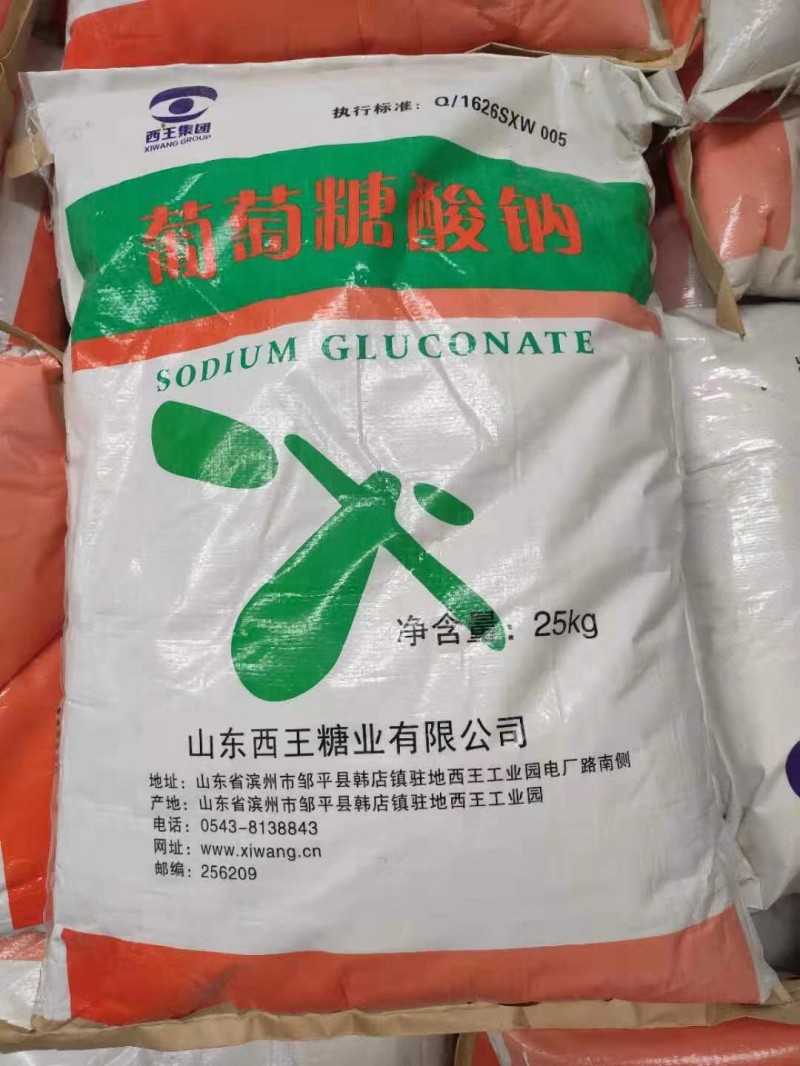 西王集团
XIWANG GROUP
执行标准：Q/1626SXW 005
葡萄糖酸钠
SODIUM GLUCONATE
净含量：25kg
山东西王糖业有限公司
地址：山东省滨州市邹平县韩店镇驻地西王工业园电厂路南侧
产地：山东省滨州市邹平县韩店镇驻地西王工业园
电话：0543-8138843
网址：www.xiwang.cn
邮编：256209